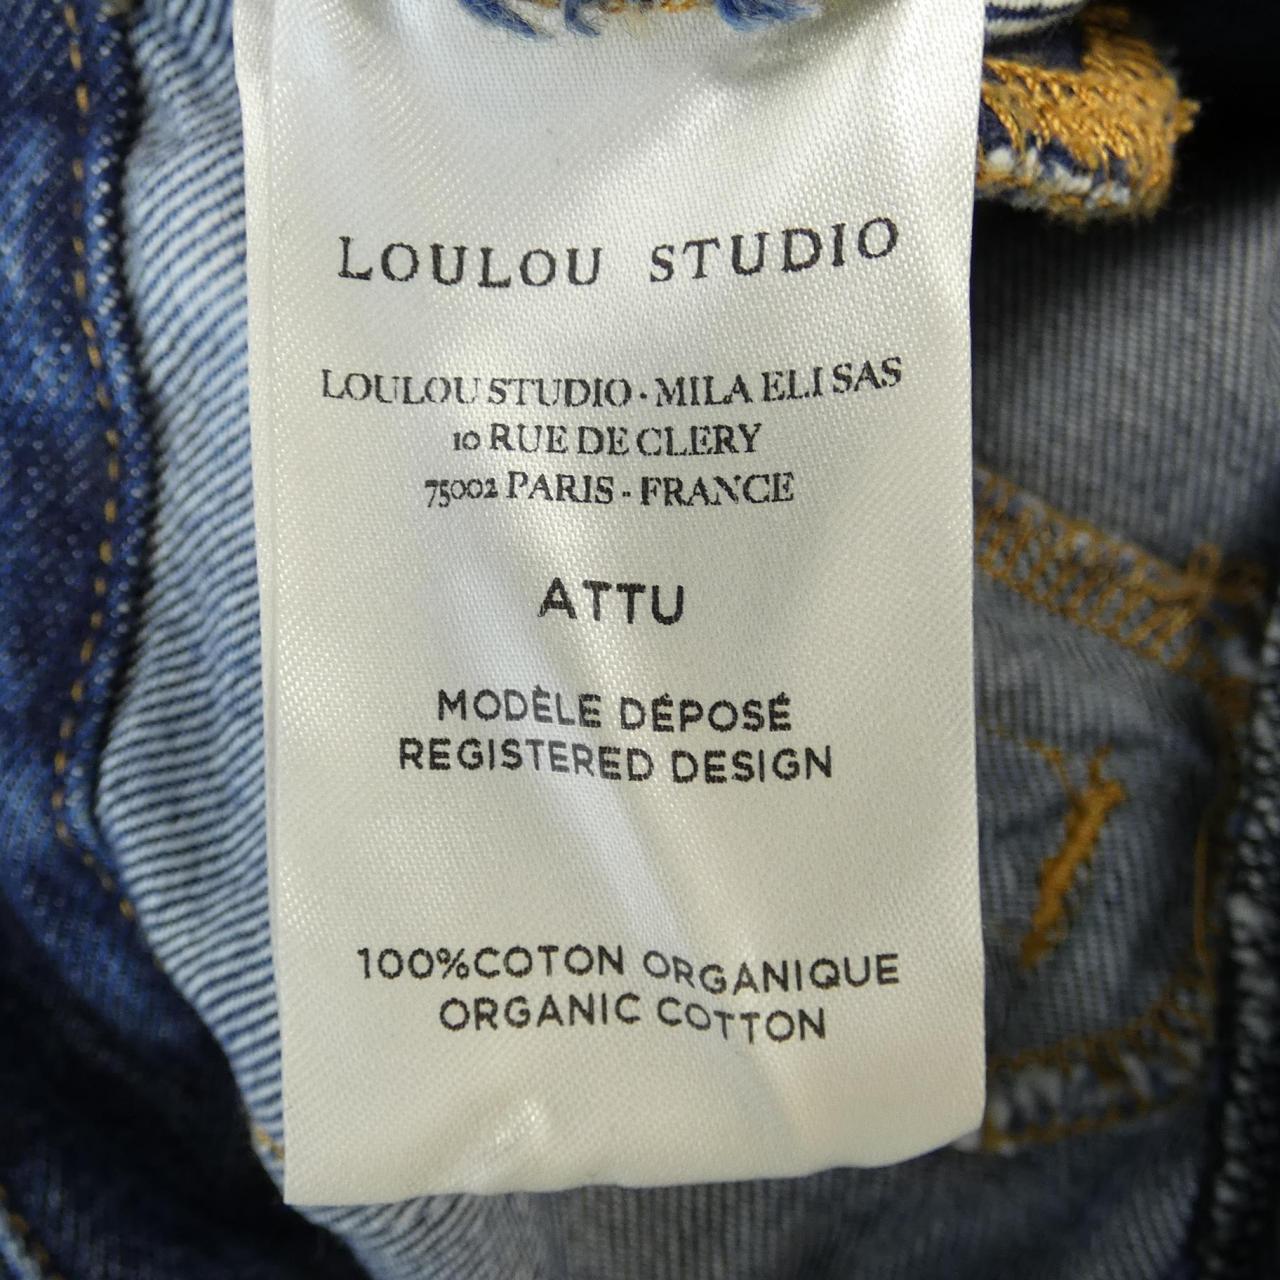 LOULOU STUDIO
LOULOU STUDIO · MILA ELI SAS
10 RUE DE CLERY
75002 PARIS - FRANCE
ATTU
MODÈLE DÉPOSÉ
REGISTERED DESIGN
100%COTON ORGANIQUE
ORGANIC COTTON